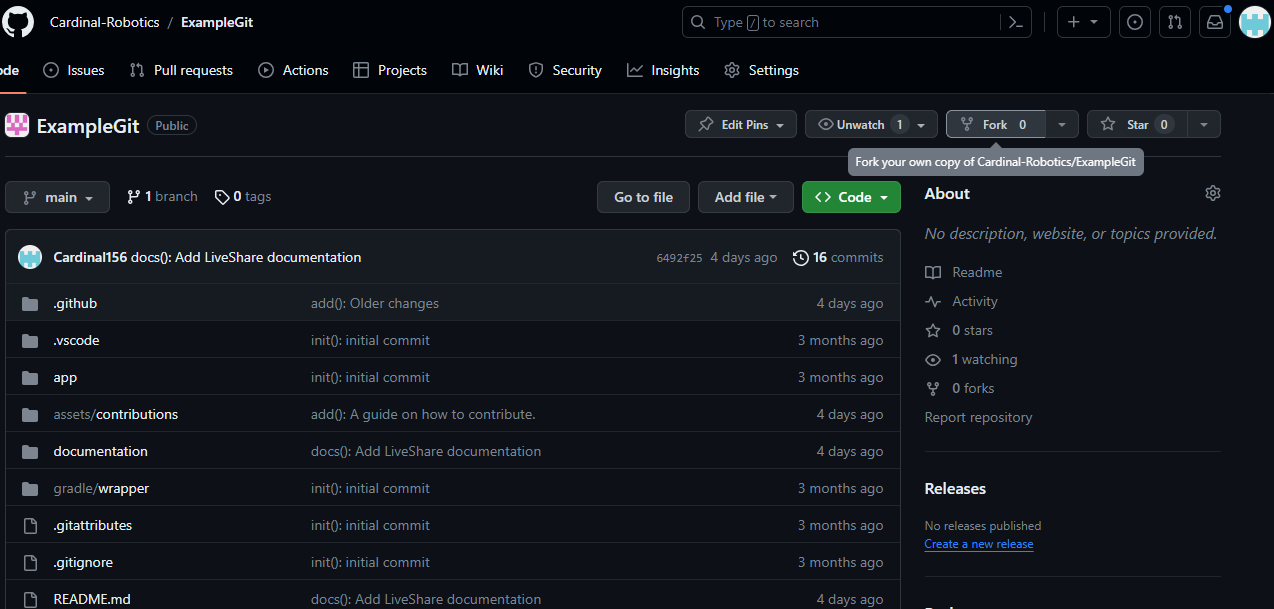 Cardinal-Robotics / ExampleGit
Type / to search
ode Issues Pull requests Actions Projects Wiki Security Insights Settings
ExampleGit Public
Edit Pins Unwatch 1 Fork 0 Star 0
Fork your own copy of Cardinal-Robotics/ExampleGit
main 1 branch 0 tags Go to file Add file <> Code
Cardinal156 docs(): Add LiveShare documentation 6492f25 4 days ago 16 commits
.github add(): Older changes 4 days ago
.vscode init(): initial commit 3 months ago
app init(): initial commit 3 months ago
assets/contributions add(): A guide on how to contribute. 4 days ago
documentation docs(): Add LiveShare documentation 4 days ago
gradle/wrapper init(): initial commit 3 months ago
.gitattributes init(): initial commit 3 months ago
.gitignore init(): initial commit 3 months ago
README.md docs(): Add LiveShare documentation 4 days ago
About
No description, website, or topics provided.
Readme
Activity
0 stars
1 watching
0 forks
Report repository
Releases
No releases published
Create a new release